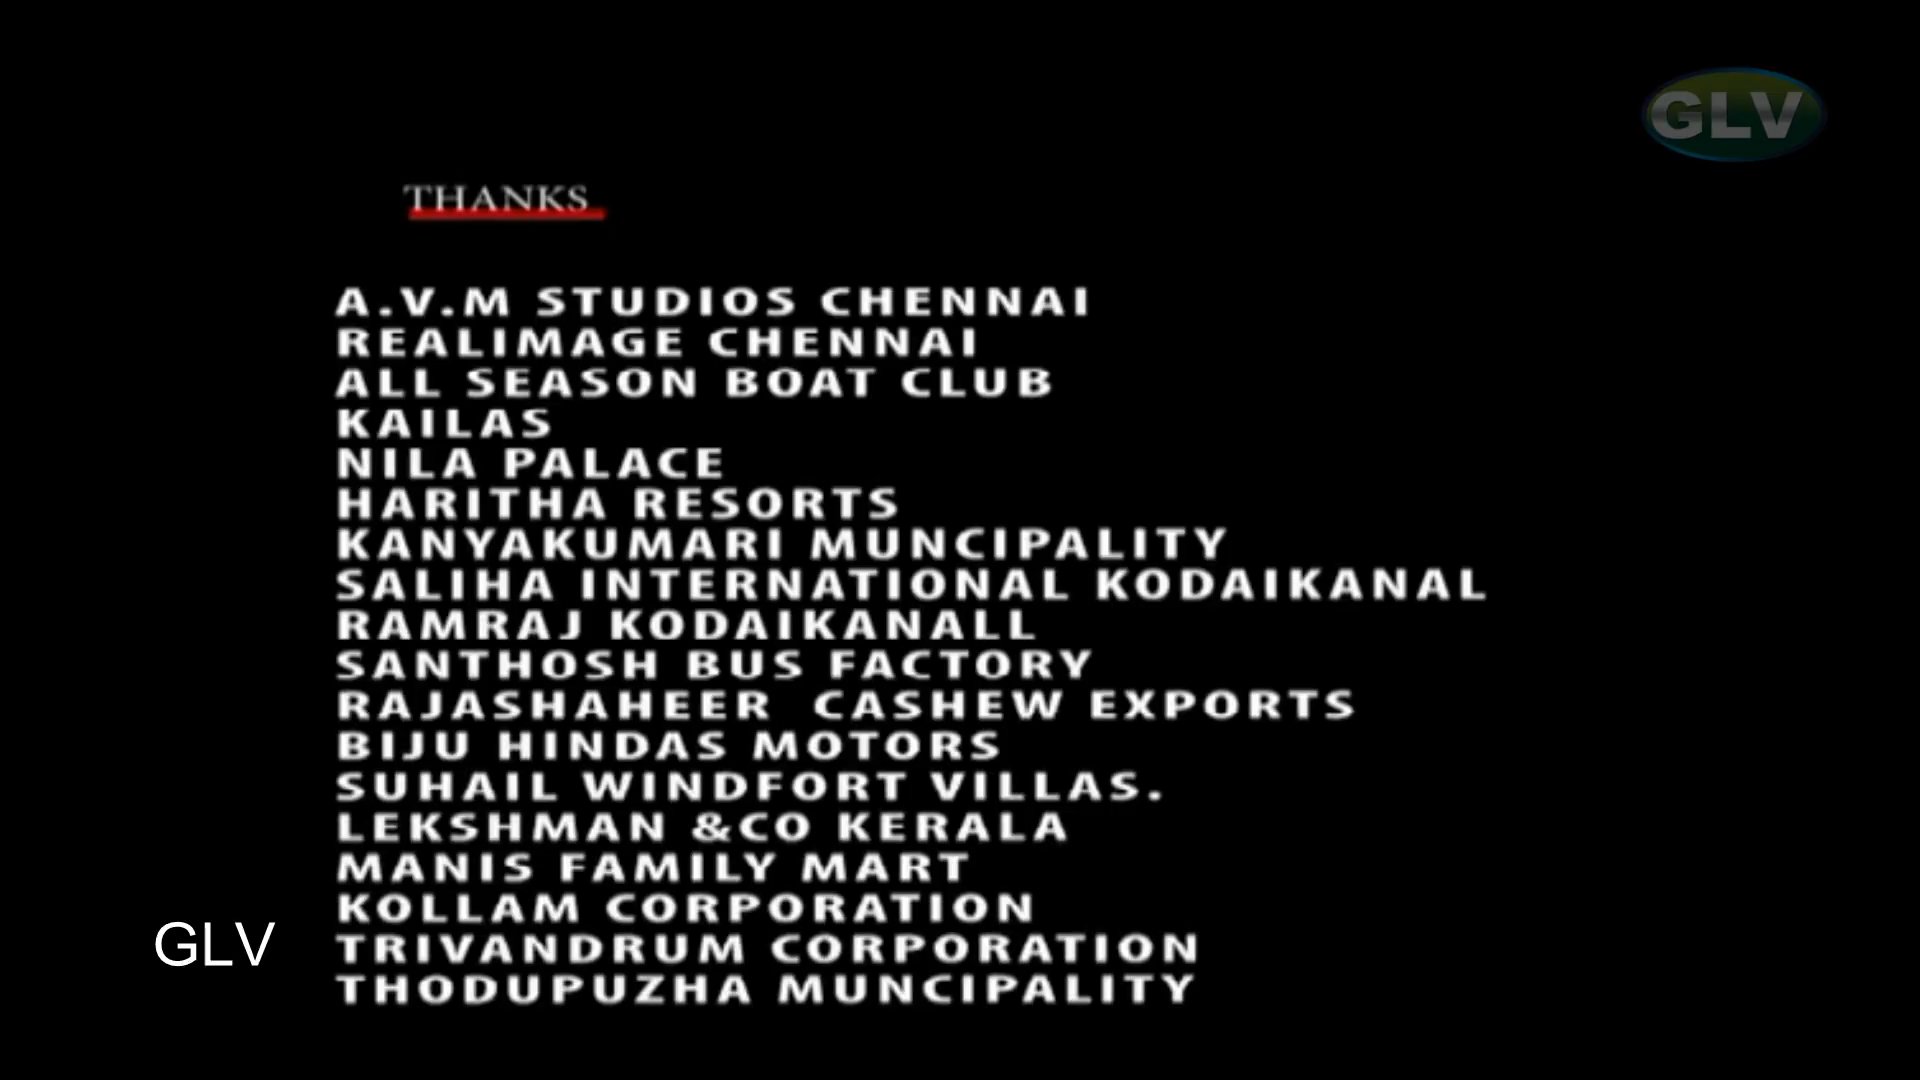 GLV
THANKS
A.V.M STUDIOS CHENNAI
REALIMAGE CHENNAI
ALL SEASON BOAT CLUB
KAILAS
NILA PALACE
HARITHA RESORTS
KANYAKUMARI MUNCIPALITY
SALIHA INTERNATIONAL KODAIKANAL
RAMRAJ KODAIKANALL
SANTHOSH BUS FACTORY
RAJASHAHEER CASHEW EXPORTS
BIJU HINDAS MOTORS
SUHAIL WINDFORT VILLAS.
LEKSHMAN &CO KERALA
MANIS FAMILY MART
KOLLAM CORPORATION
GLV
TRIVANDRUM CORPORATION
THODUPUZHA MUNCIPALITY